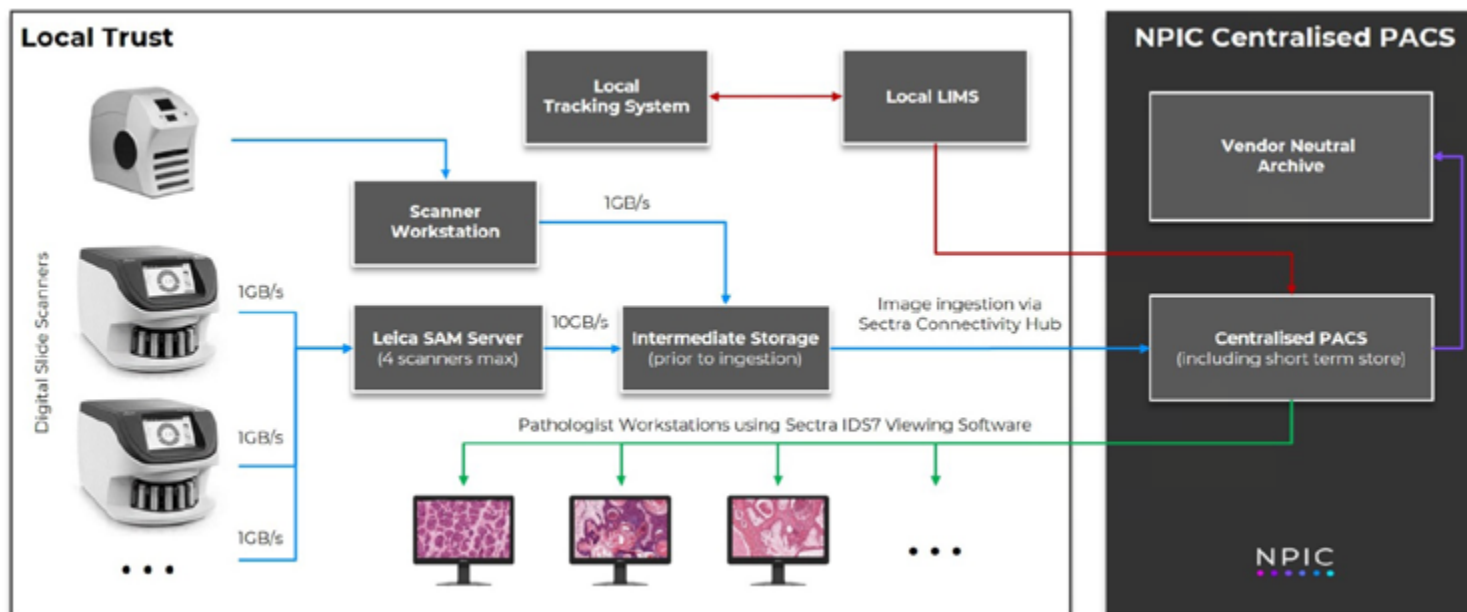 Local Trust
NPIC Centralised PACS
Local
Tracking System
Local LIMS
Vendor Neutral
Archive
Scanner
Workstation
1GB/s
Digital Slide Scanners
1GB/s
Leica SAM Server
(4 scanners max)
10GB/s
Intermediate Storage
(prior to ingestion)
Image ingestion via
Sectra Connectivity Hub
Centralised PACS
(including short term store)
Pathologist Workstations using Sectra IDS7 Viewing Software
1GB/s
1GB/s
• • •
• • •
NPIC